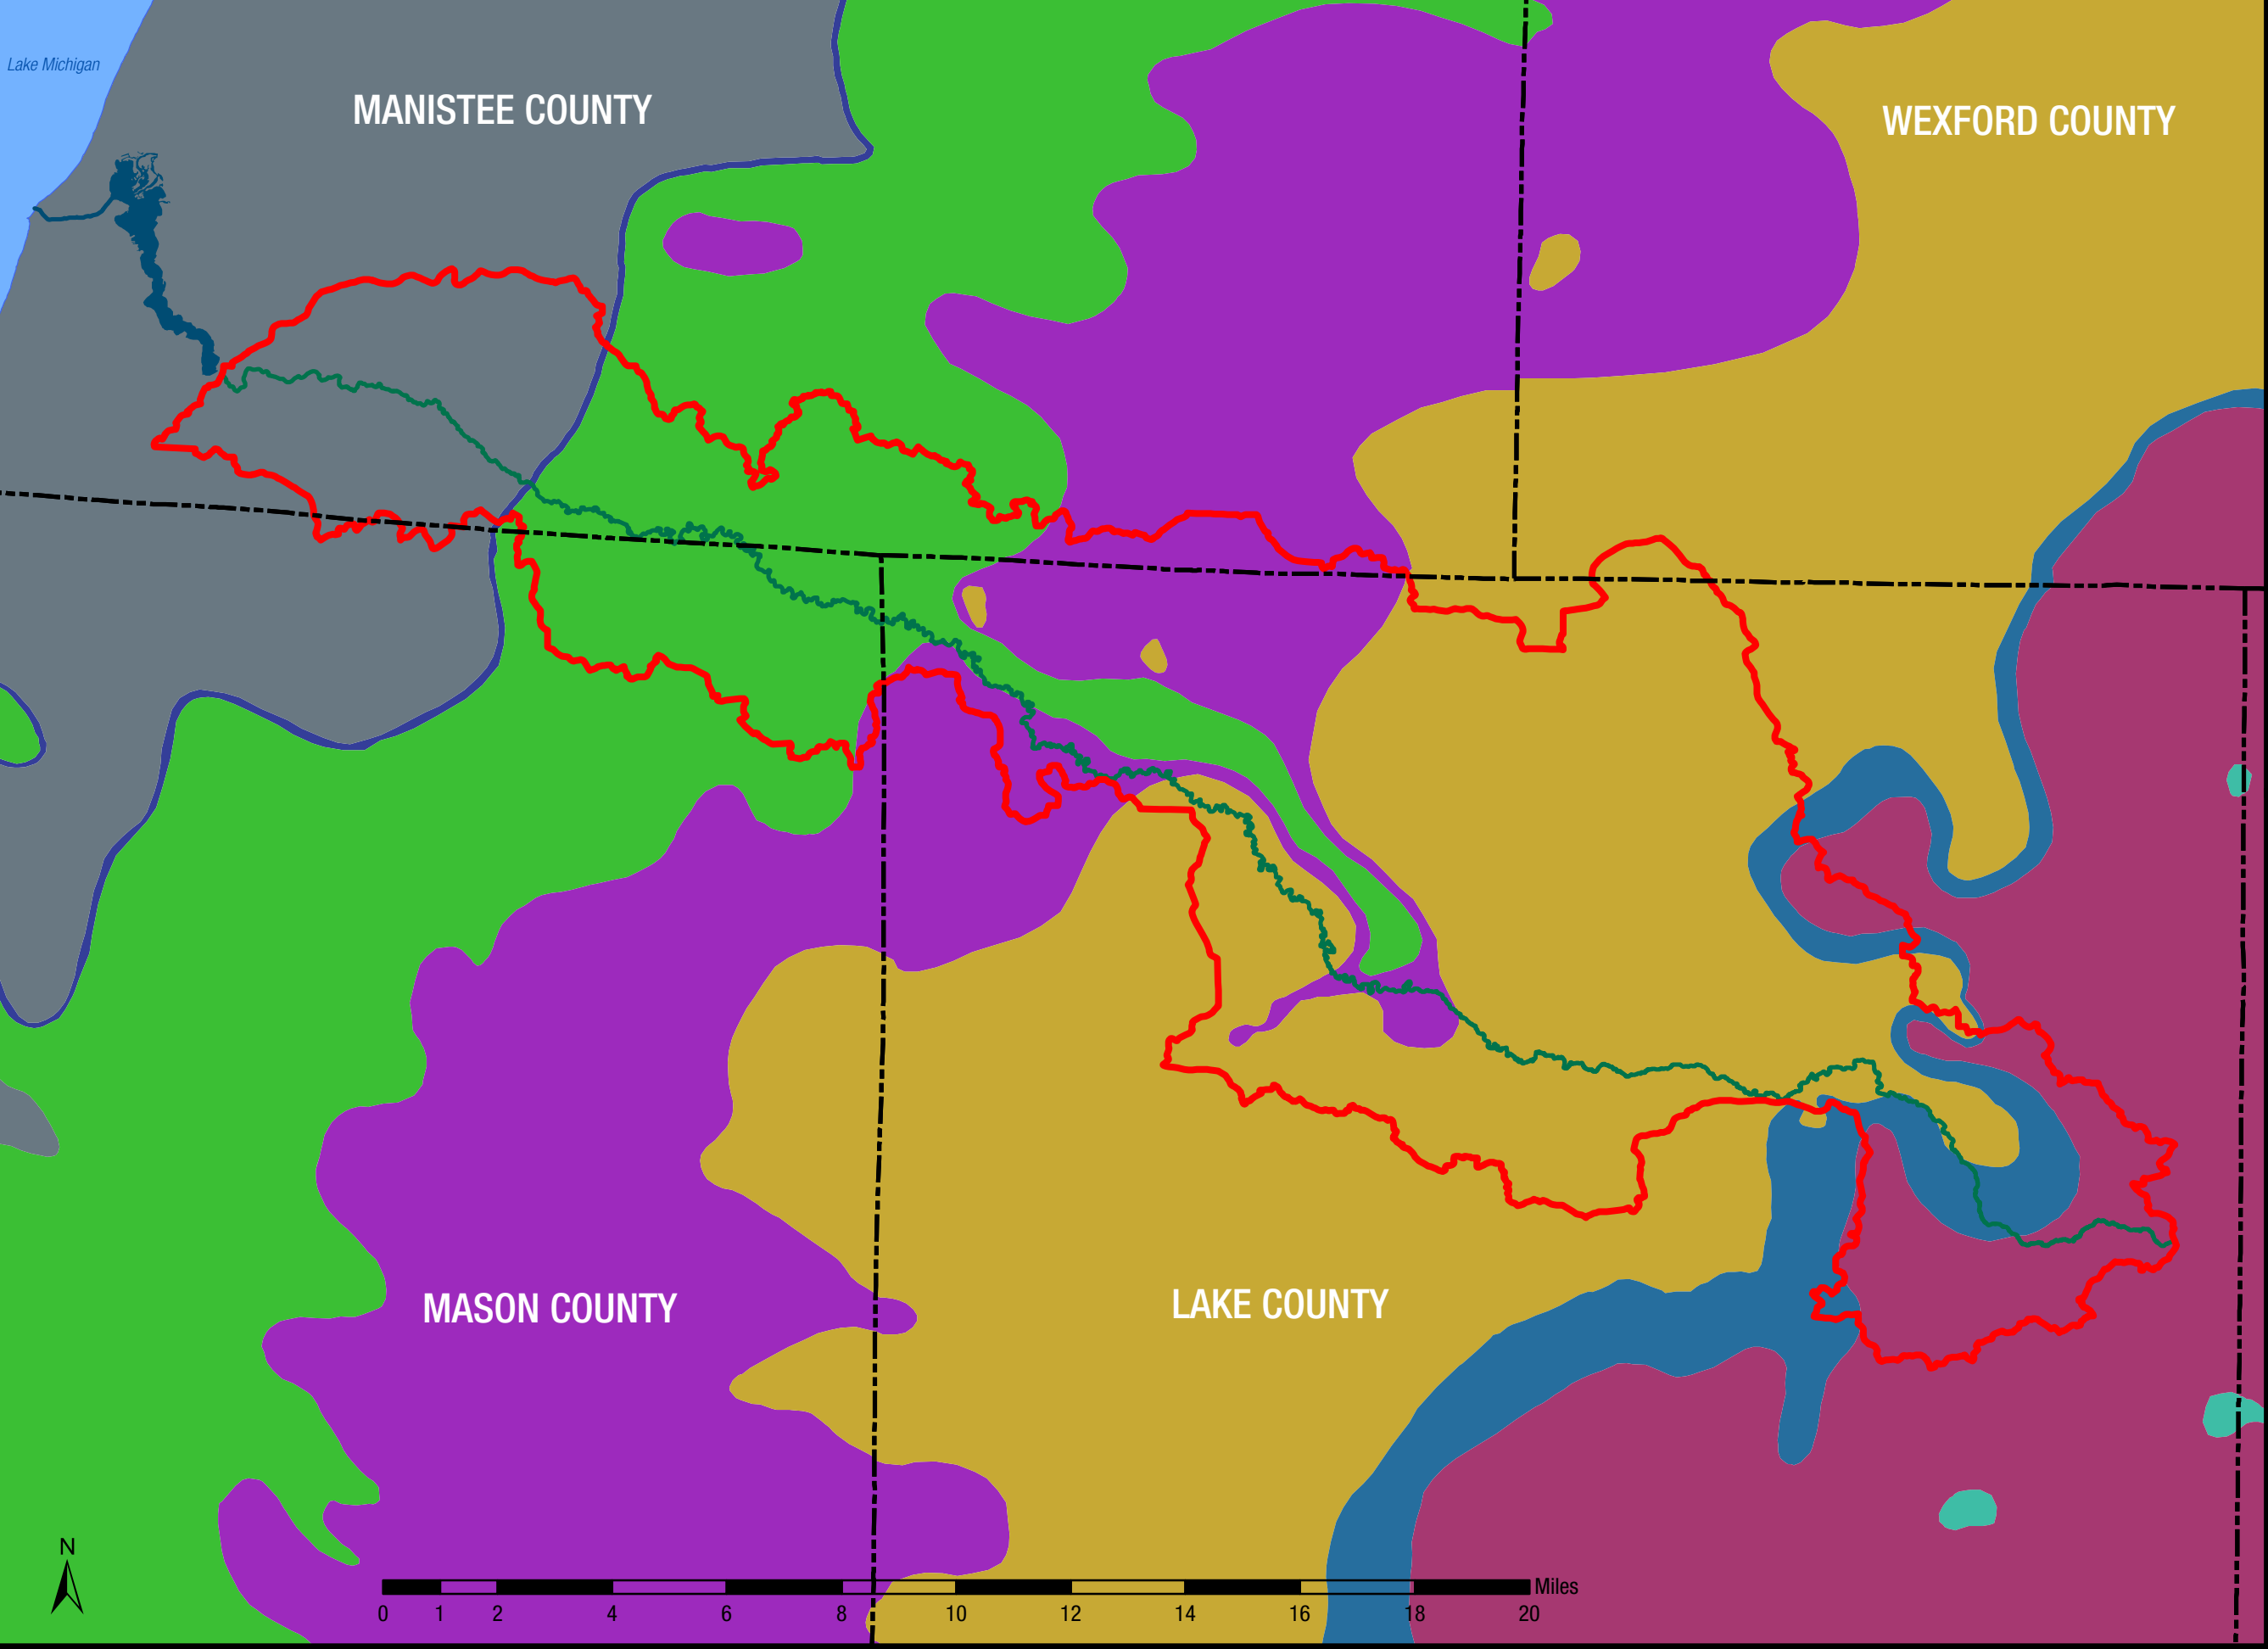 Lake Michigan
MANISTEE COUNTY
WEXFORD COUNTY
MASON COUNTY
LAKE COUNTY
N
Miles
0 1 2 4 6 8 10 12 14 16 18 20